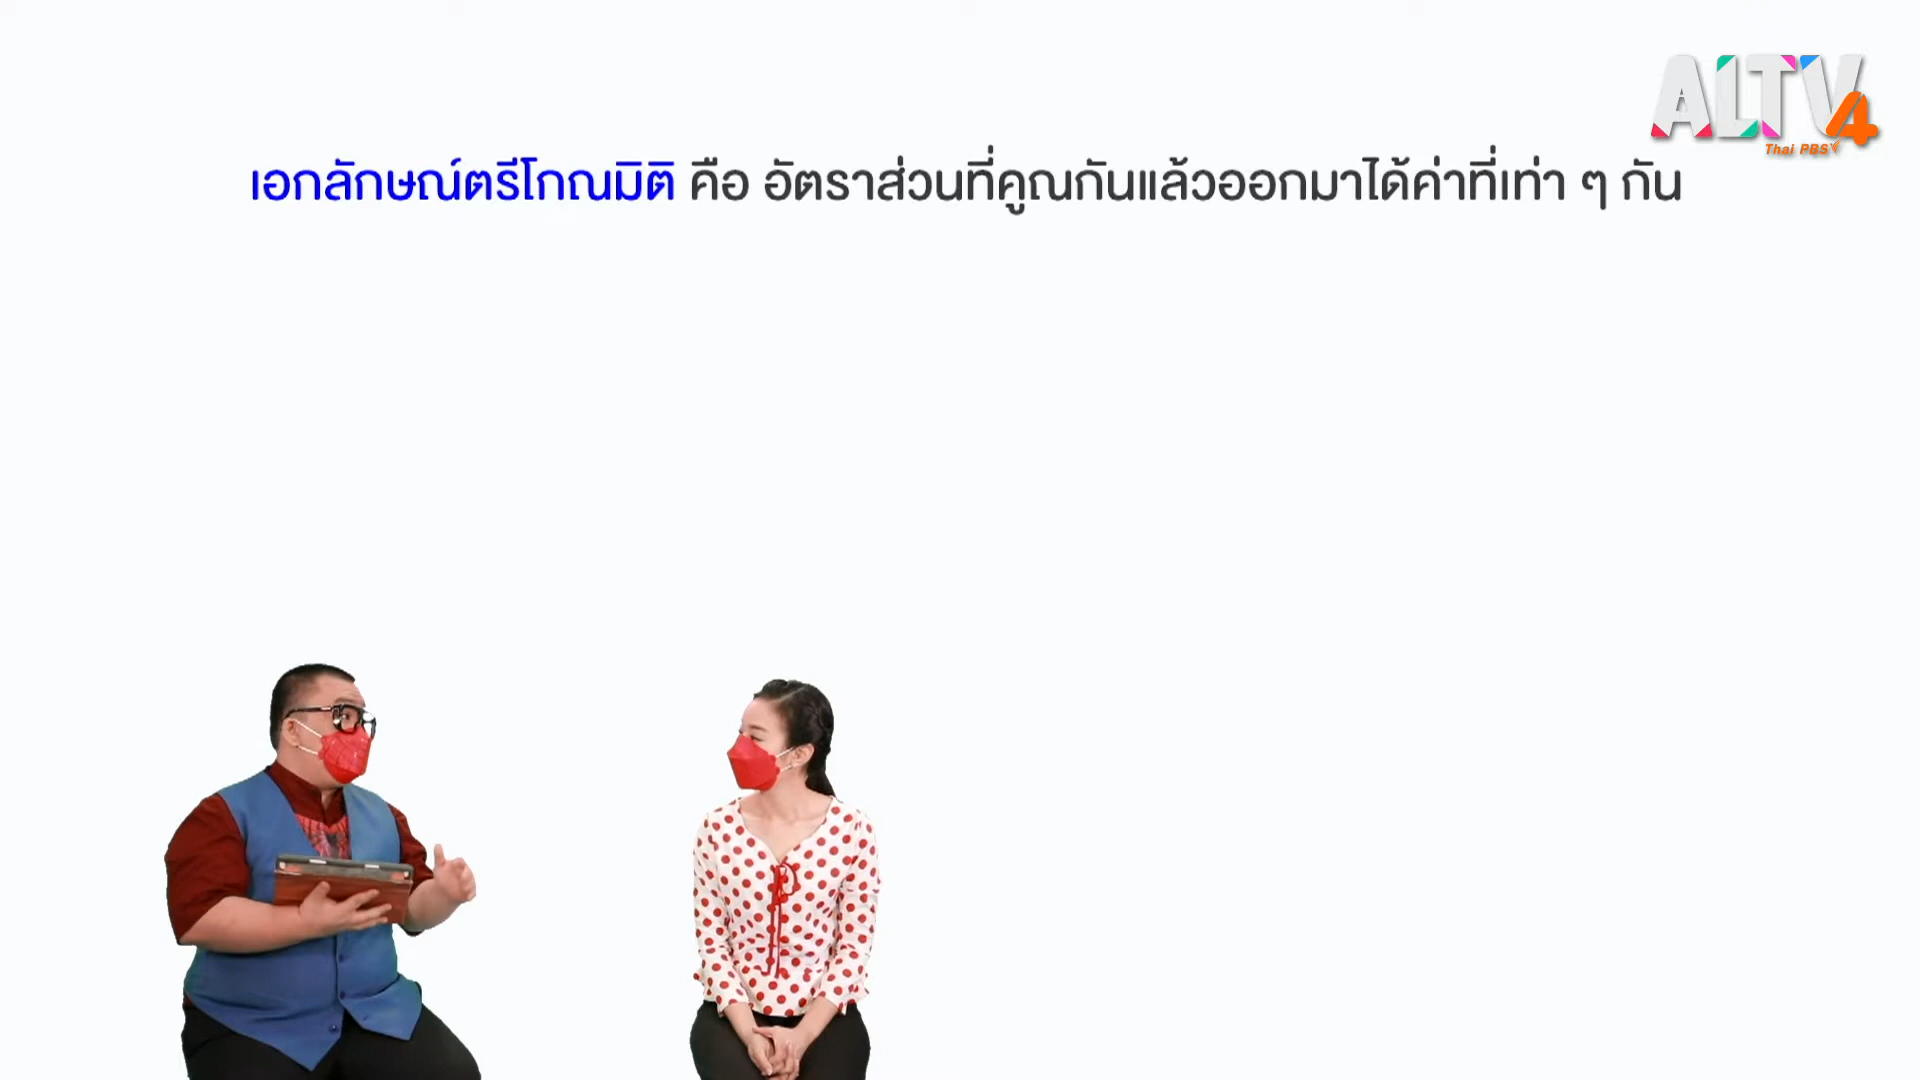 ALTV4
Thai PBS
เอกลักษณ์ตรีโกณมิติ คือ อัตราส่วนที่คูณกันแล้วออกมาได้ค่าที่เท่า ๆ กัน